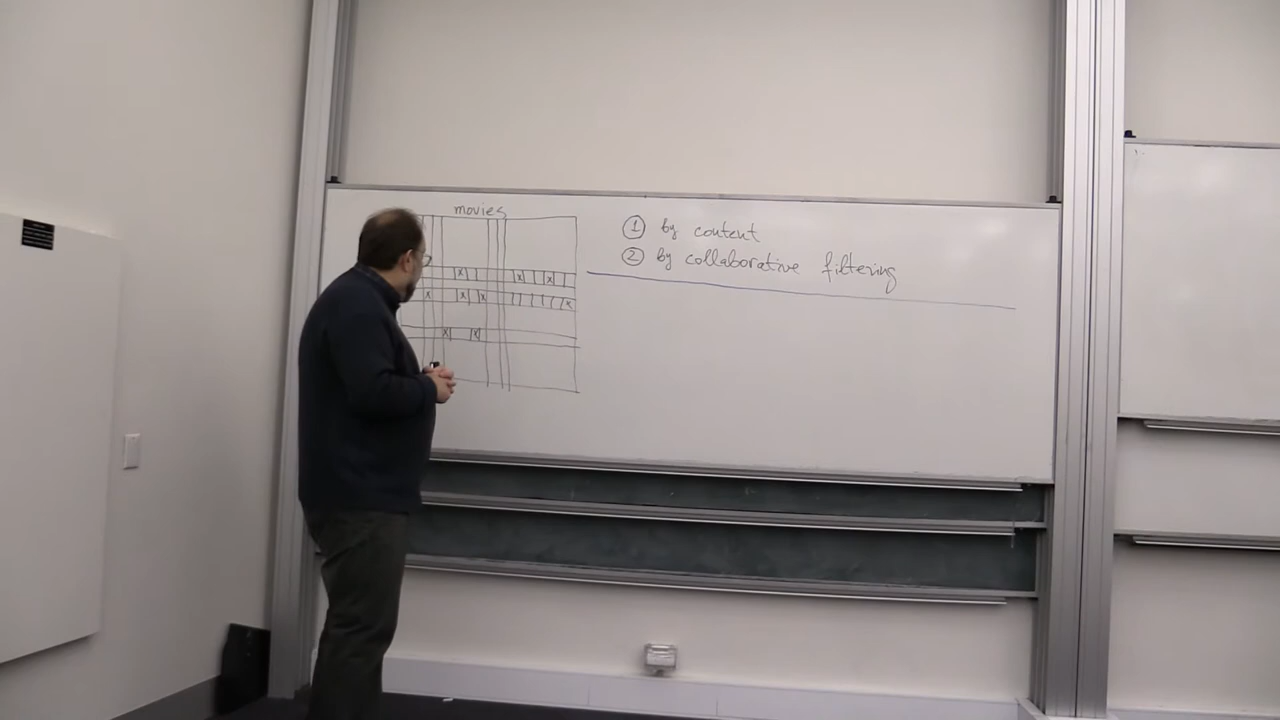 movies
① by content
② by collaborative filtering
x x x
x x x x
x x